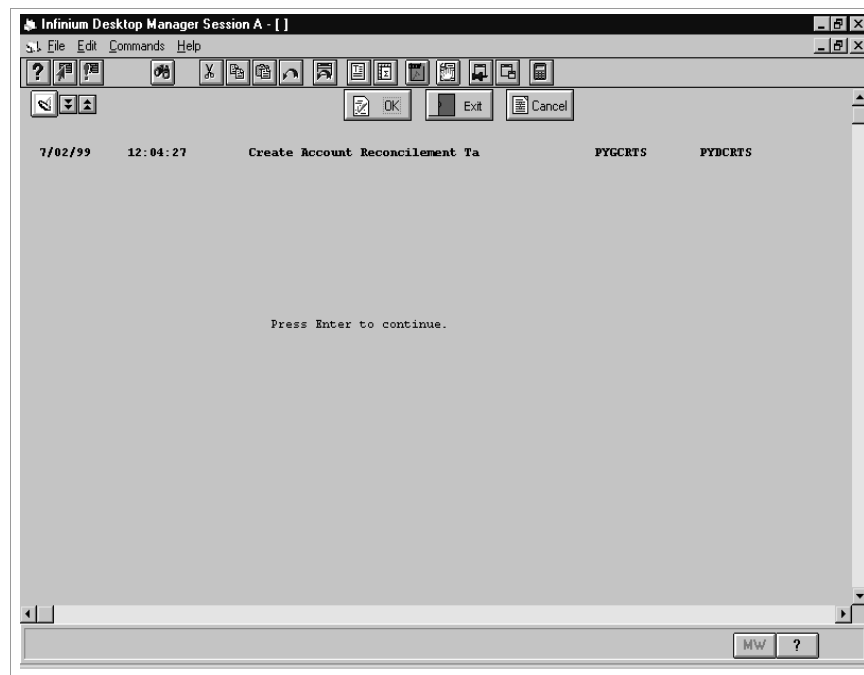 Infinium Desktop Manager Session A - [ ]
File Edit Commands Help
OK Exit Cancel
7/02/99 12:04:27 Create Account Reconcilement Ta PYGCRTS PYDCRTS
Press Enter to continue.
MW ?